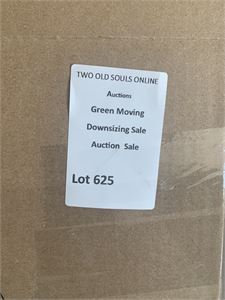 TWO OLD SOULS ONLINE
Auctions
Green Moving
Downsizing Sale
Auction Sale
Lot 625